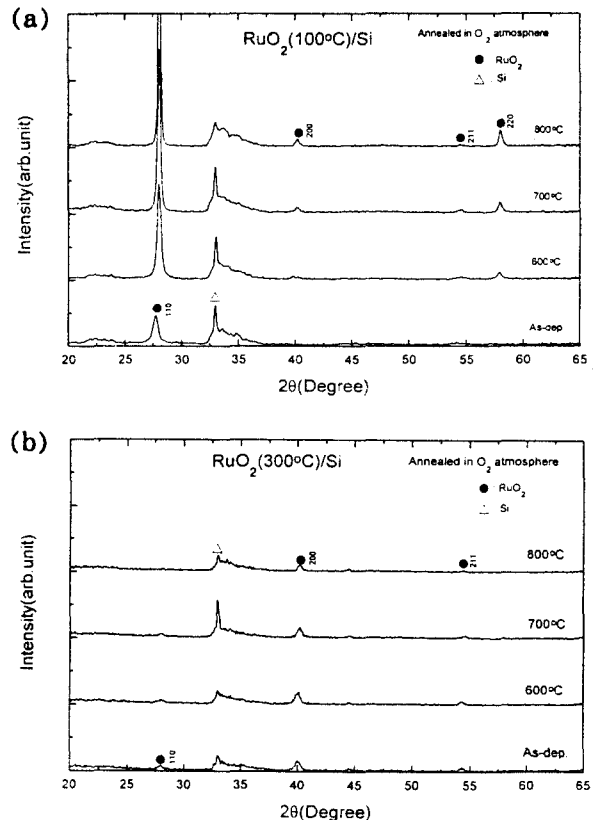 (a)
RuO2(100ºC)/Si
Annealed in O2 atmosphere
● RuO2
△ Si
Intensity(arb.unit)
200
211
220
800ºC
700ºC
600ºC
110
As-dep.
20 25 30 35 40 45 50 55 60 65
2θ(Degree)
(b)
RuO2(300ºC)/Si
Annealed in O2 atmosphere
● RuO2
△ Si
Intensity(arb.unit)
200
211
800ºC
700ºC
600ºC
110
As-dep.
20 25 30 35 40 45 50 55 60 65
2θ(Degree)